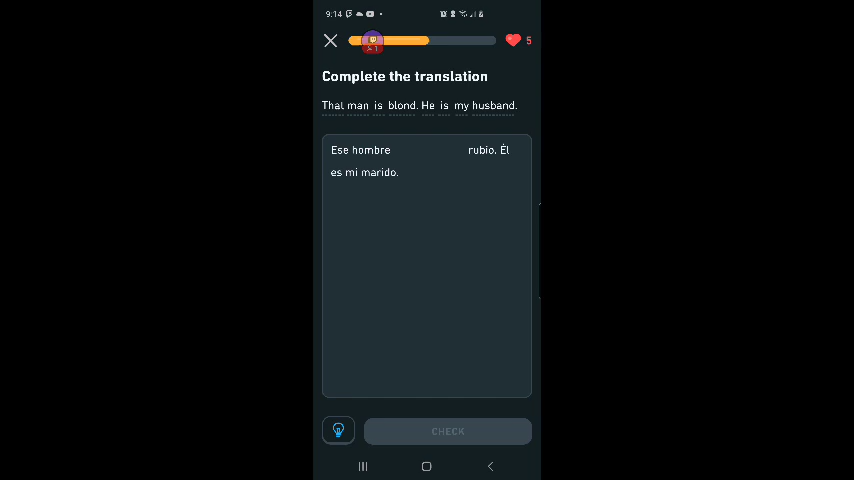 9:14
5
Complete the translation
That man is blond. He is my husband.
Ese hombre rubio. Él
es mi marido.
CHECK